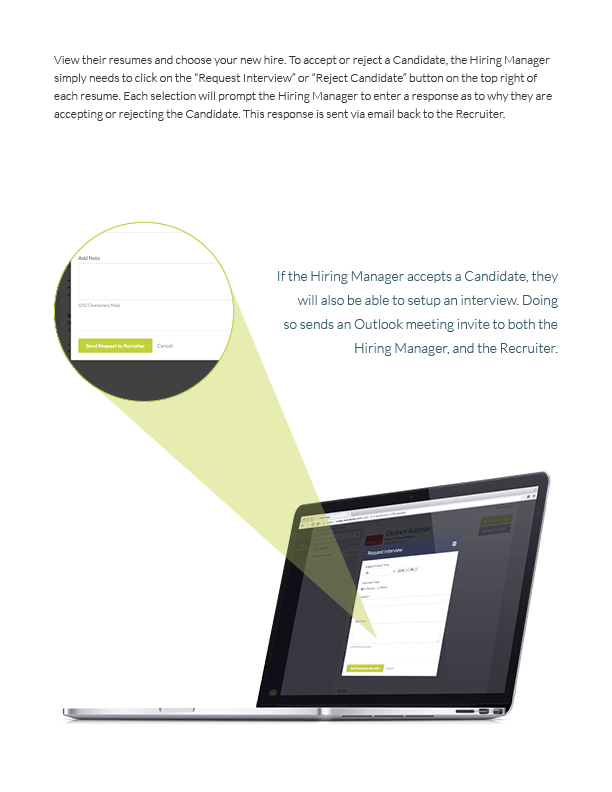 View their resumes and choose your new hire. To accept or reject a Candidate, the Hiring Manager
simply needs to click on the “Request Interview” or “Reject Candidate” button on the top right of
each resume. Each selection will prompt the Hiring Manager to enter a response as to why they are
accepting or rejecting the Candidate. This response is sent via email back to the Recruiter.
Add Note
(250 Characters Max)
Send Request to Recruiter Cancel
If the Hiring Manager accepts a Candidate, they
will also be able to setup an interview. Doing
so sends an Outlook meeting invite to both the
Hiring Manager, and the Recruiter.
Request Interview